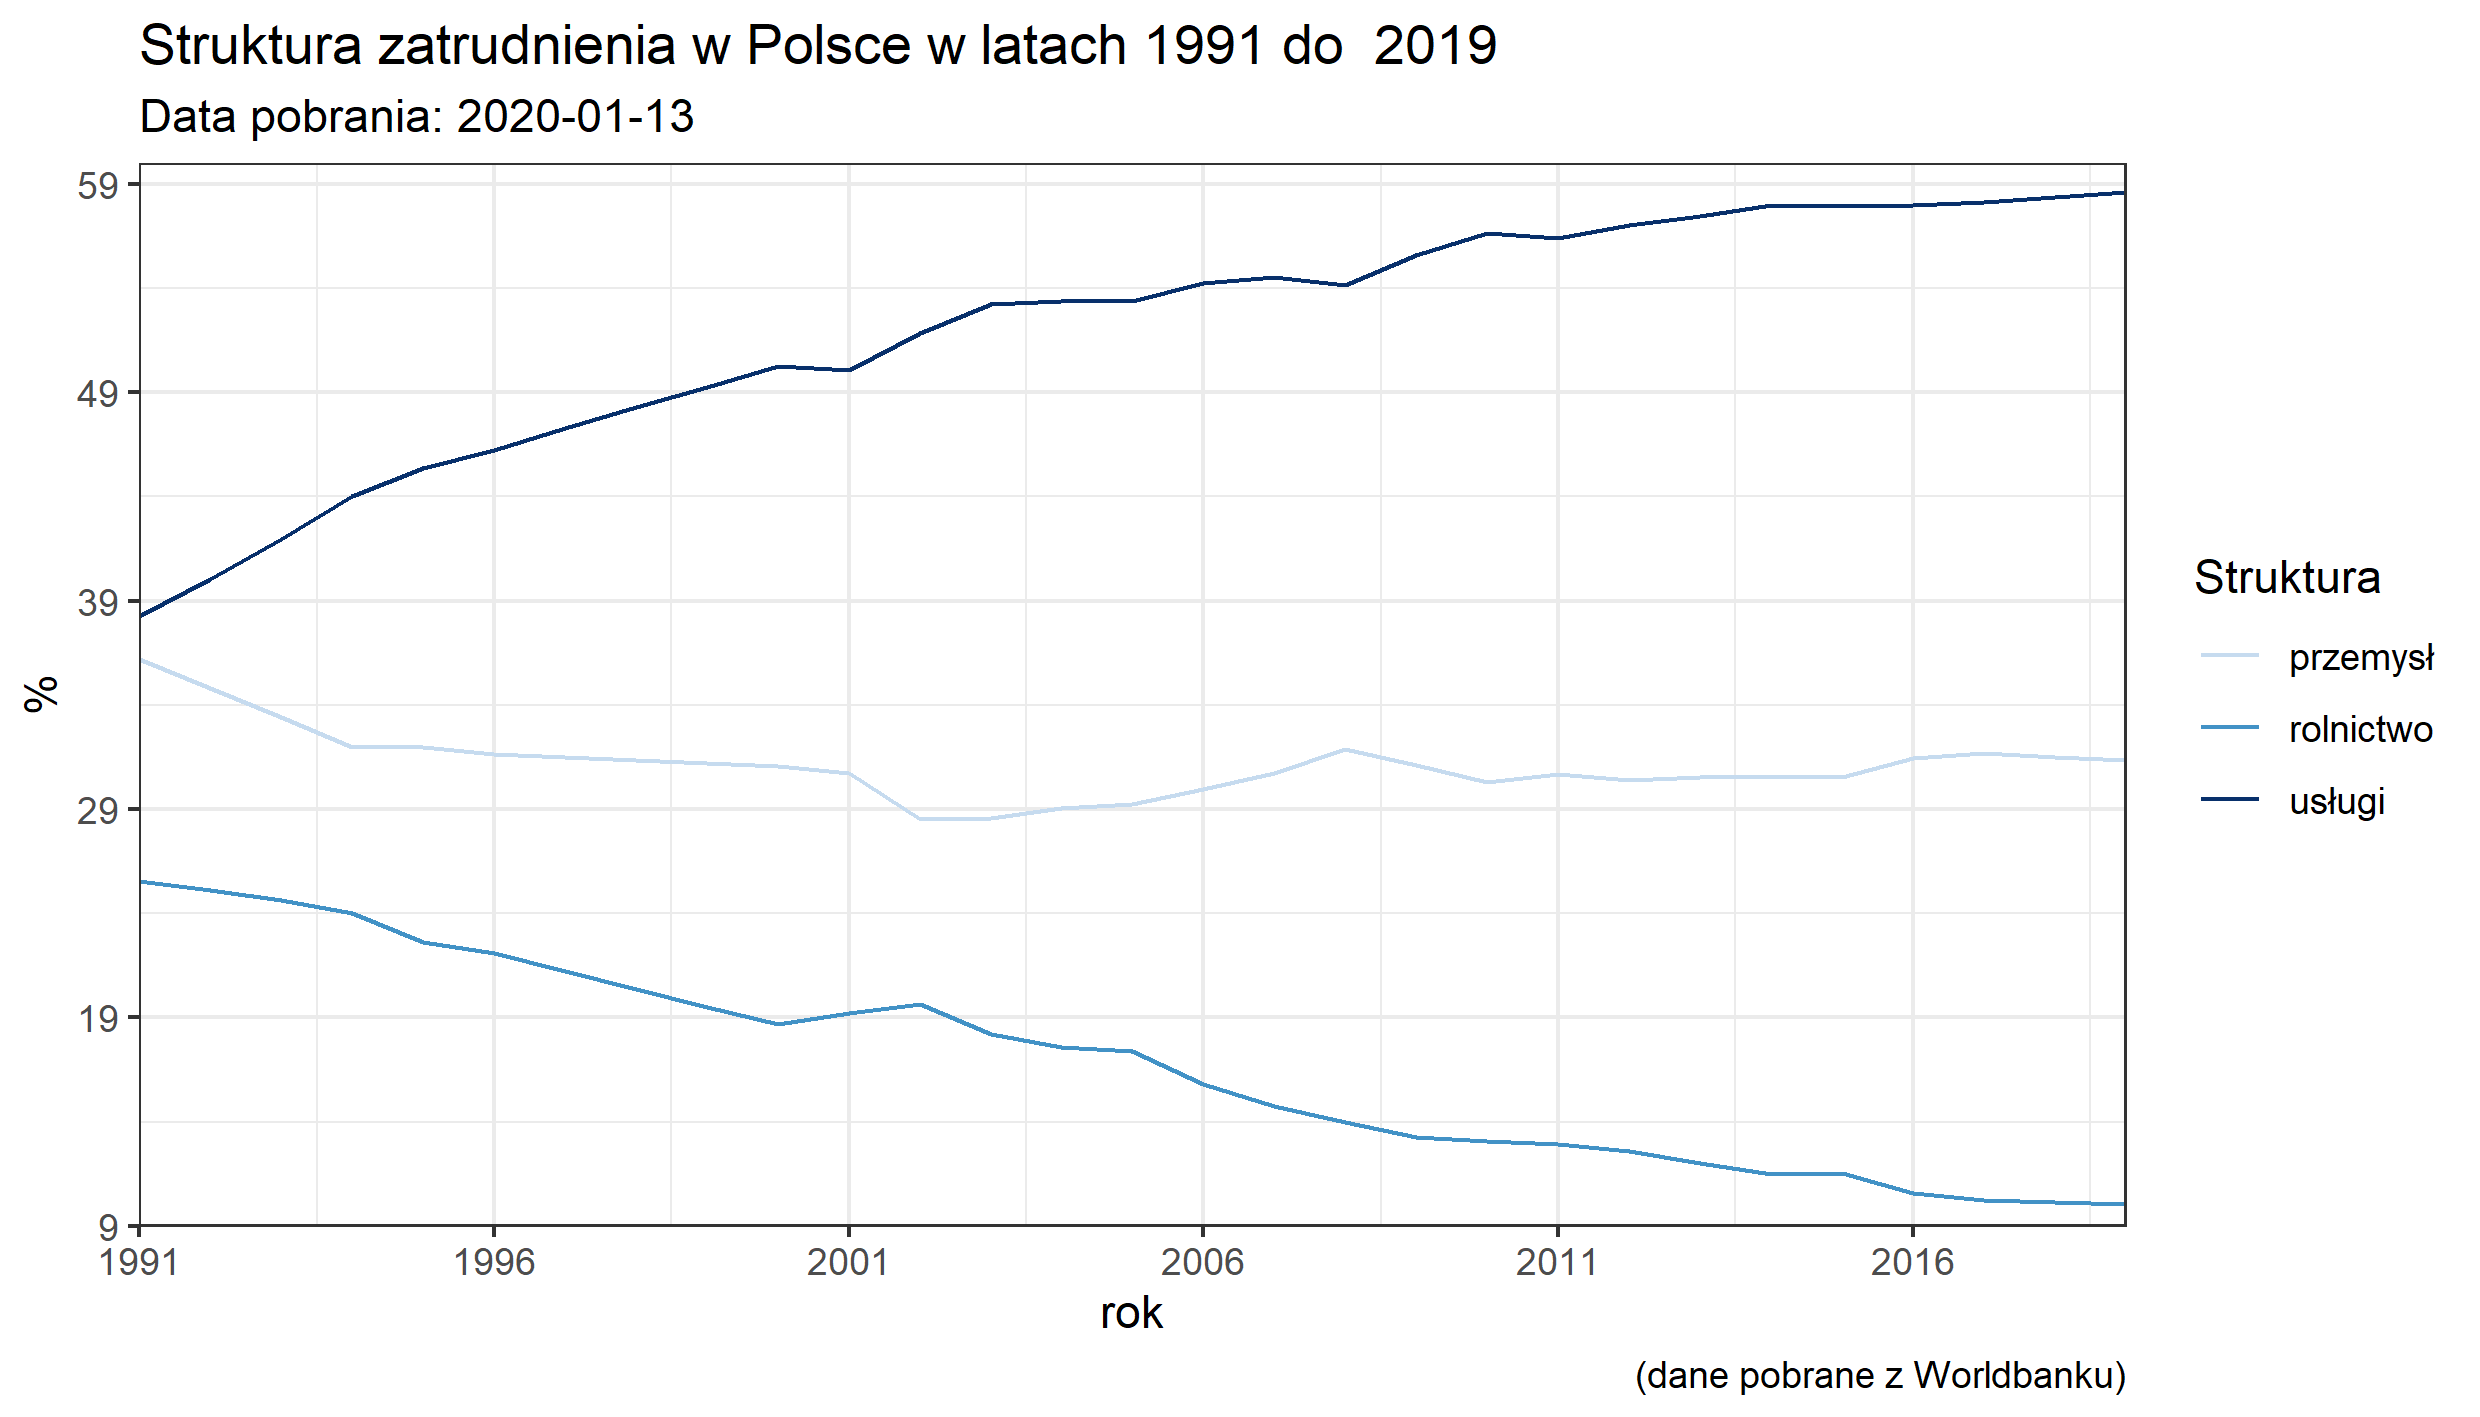 Struktura zatrudnienia w Polsce w latach 1991 do  2019
Data pobrania: 2020-01-13
59
49
39
29
19
9
%
1991
1996
2001
2006
2011
2016
rok
Struktura
przemysł
rolnictwo
usługi
(dane pobrane z Worldbanku)